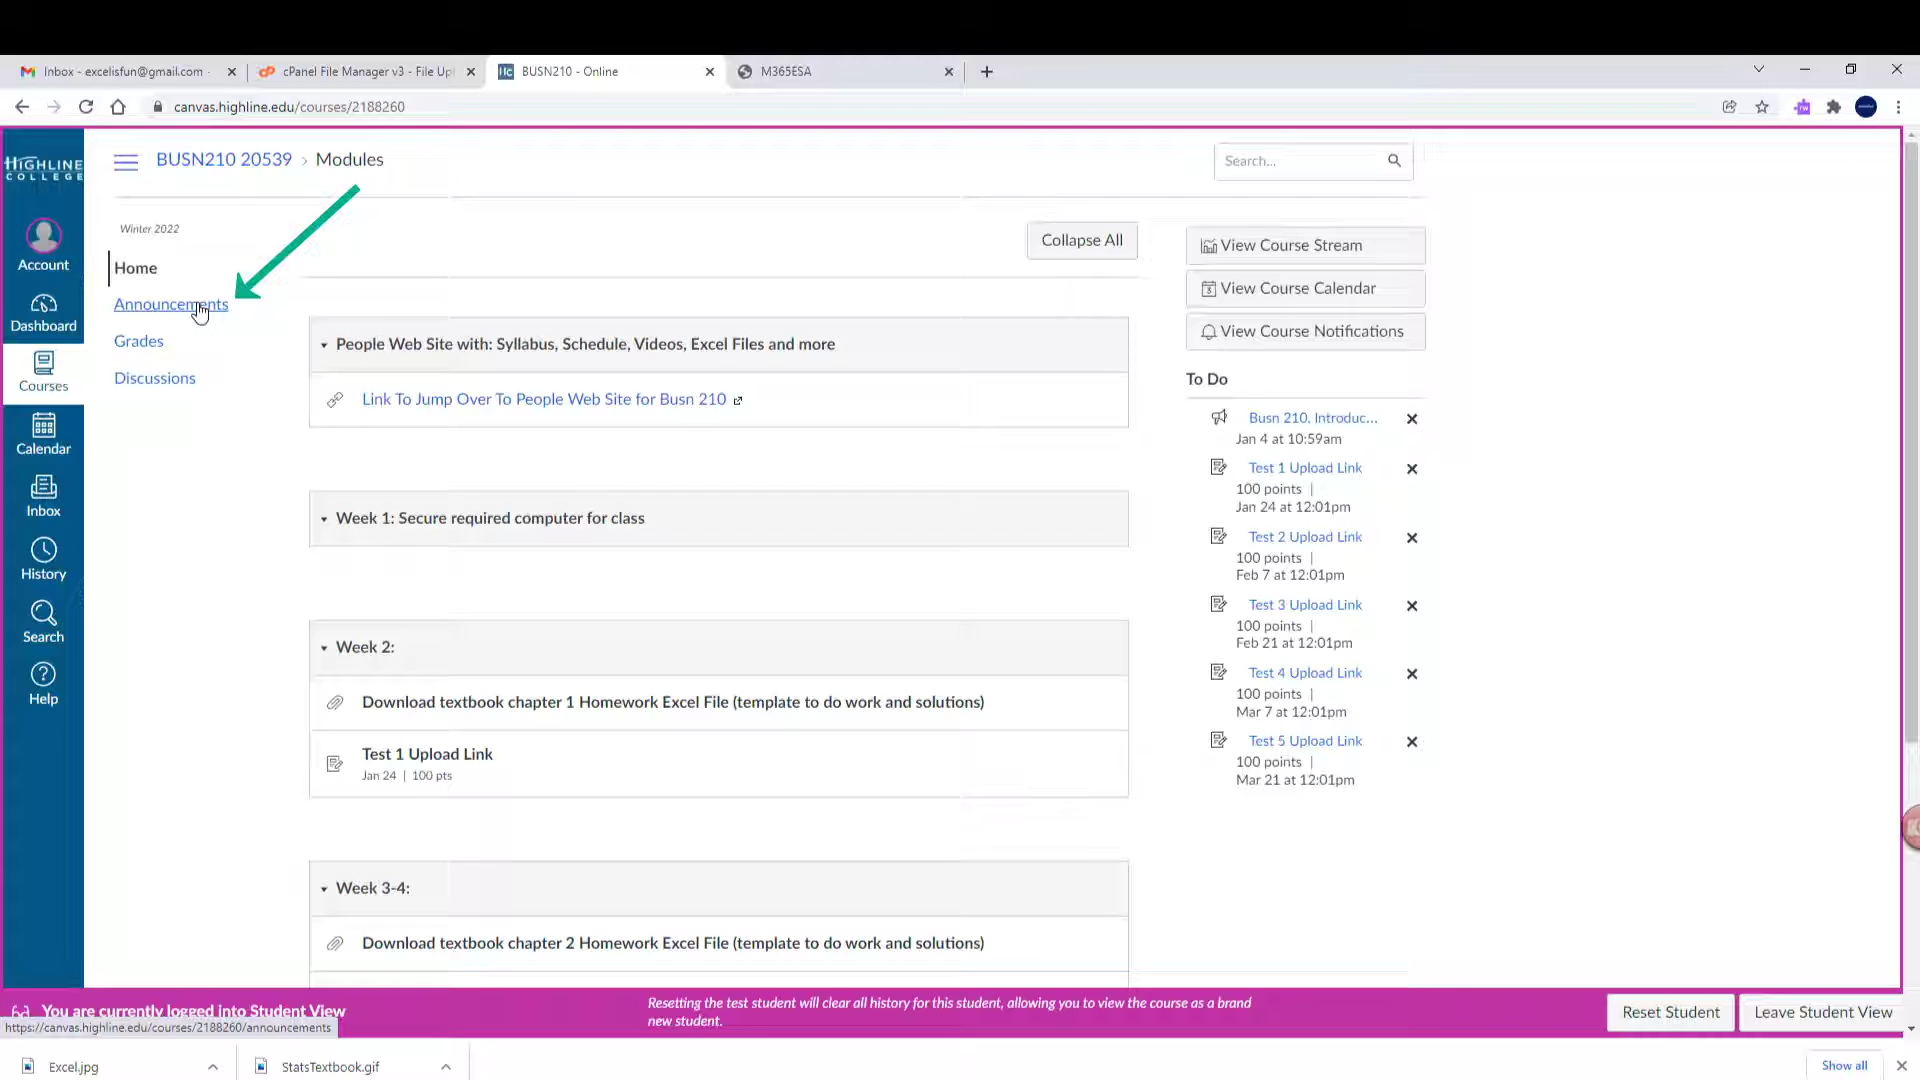 Inbox - excelisfun@gmail.com -
cPanel File Manager v3 - File Upl
Hc BUSN210 - Online
M365ESA
canvas.highline.edu/courses/2188260
HIGHLINE
COLLEGE
Account
Dashboard
Courses
Calendar
Inbox
History
Search
Help
BUSN210 20539 › Modules
Search...
Winter 2022
Home
Announcements
Grades
Discussions
Collapse All
People Web Site with: Syllabus, Schedule, Videos, Excel Files and more
Link To Jump Over To People Web Site for Busn 210
Week 1: Secure required computer for class
Week 2:
Download textbook chapter 1 Homework Excel File (template to do work and solutions)
Test 1 Upload Link
Jan 24 | 100 pts
Week 3-4:
Download textbook chapter 2 Homework Excel File (template to do work and solutions)
View Course Stream
View Course Calendar
View Course Notifications
To Do
Busn 210, Introduc...
Jan 4 at 10:59am
Test 1 Upload Link
100 points |
Jan 24 at 12:01pm
Test 2 Upload Link
100 points |
Feb 7 at 12:01pm
Test 3 Upload Link
100 points |
Feb 21 at 12:01pm
Test 4 Upload Link
100 points |
Mar 7 at 12:01pm
Test 5 Upload Link
100 points |
Mar 21 at 12:01pm
You are currently logged into Student View
Resetting the test student will clear all history for this student, allowing you to view the course as a brand
new student.
Reset Student
Leave Student View
https://canvas.highline.edu/courses/2188260/announcements
Excel.jpg
StatsTextbook.gif
Show all